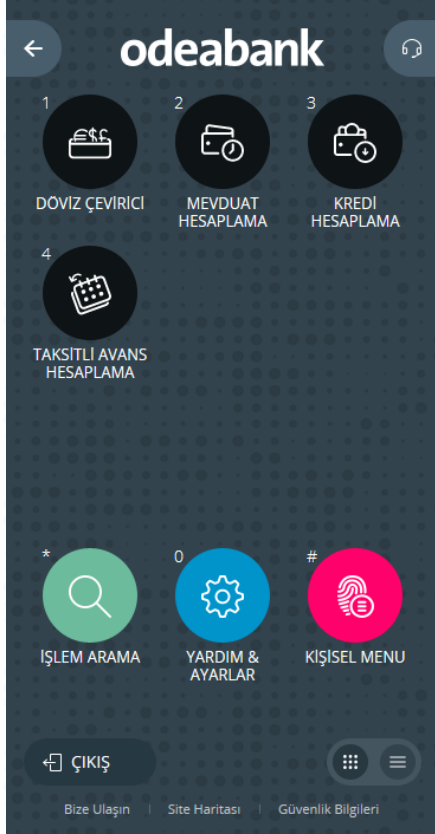 odeabank
1
2
3
DÖVİZ ÇEVİRİCİ
MEVDUAT
HESAPLAMA
KREDİ
HESAPLAMA
4
TAKSİTLİ AVANS
HESAPLAMA
*
0
#
İŞLEM ARAMA
YARDIM &
AYARLAR
KİŞİSEL MENU
ÇIKIŞ
Bize Ulaşın | Site Haritası | Güvenlik Bilgileri